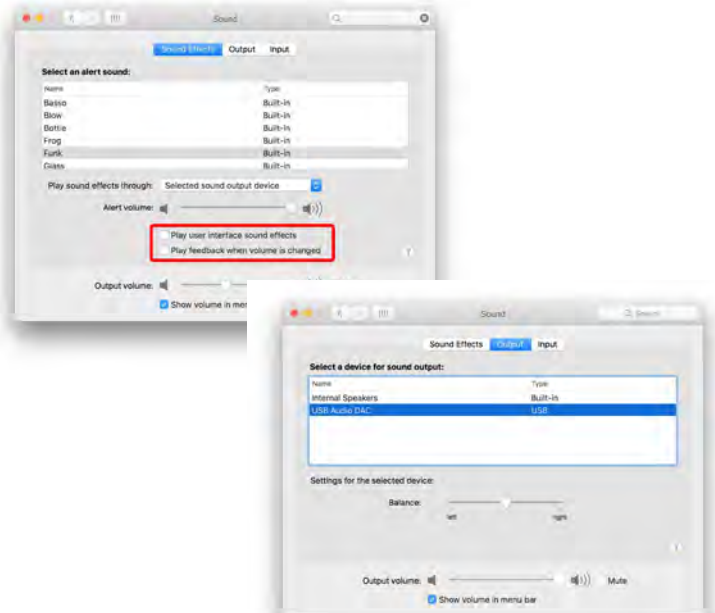 Sound
Sound Effects Output Input
Select an alert sound:
Name Type
Basso Built-in
Blow Built-in
Bottle Built-in
Frog Built-in
Funk Built-in
Glass Built-in
Play sound effects through: Selected sound output device
Alert volume:
Play user interface sound effects
Play feedback when volume is changed
?
Output volume:
Show volume in
Sound
Search
Sound Effects Output Input
Select a device for sound output:
Name Type
Internal Speakers Built-in
USB Audio DAC USB
Settings for the selected device:
Balance:
left right
?
Output volume: Mute
Show volume in menu bar